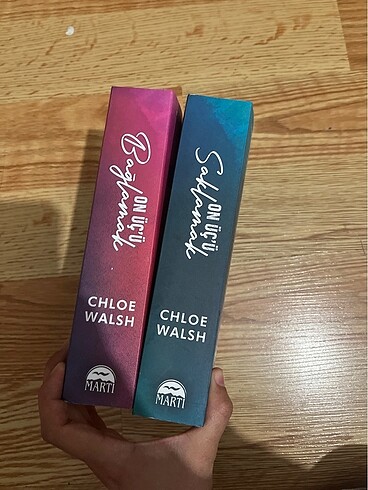 ON ÜÇ'Ü
Bağlamak
CHLOE
WALSH
MARTI
ON ÜÇ'Ü
Saklamak
CHLOE
WALSH
MARTI